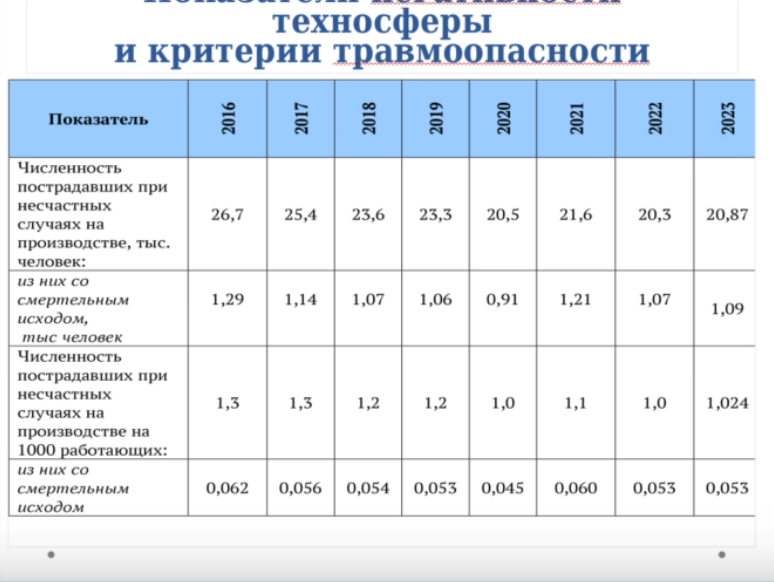 Показатели негативности
техносферы
и критерии травмоопасности
Показатель 2016 2017 2018 2019 2020 2021 2022 2023
Численность
пострадавших при
несчастных
случаях на
производстве, тыс.
человек:
26,7 25,4 23,6 23,3 20,5 21,6 20,3 20,87
из них со
смертельным
исходом,
тыс человек
1,29 1,14 1,07 1,06 0,91 1,21 1,07 1,09
Численность
пострадавших при
несчастных
случаях на
производстве на
1000 работающих:
1,3 1,3 1,2 1,2 1,0 1,1 1,0 1,024
из них со
смертельным
исходом
0,062 0,056 0,054 0,053 0,045 0,060 0,053 0,053